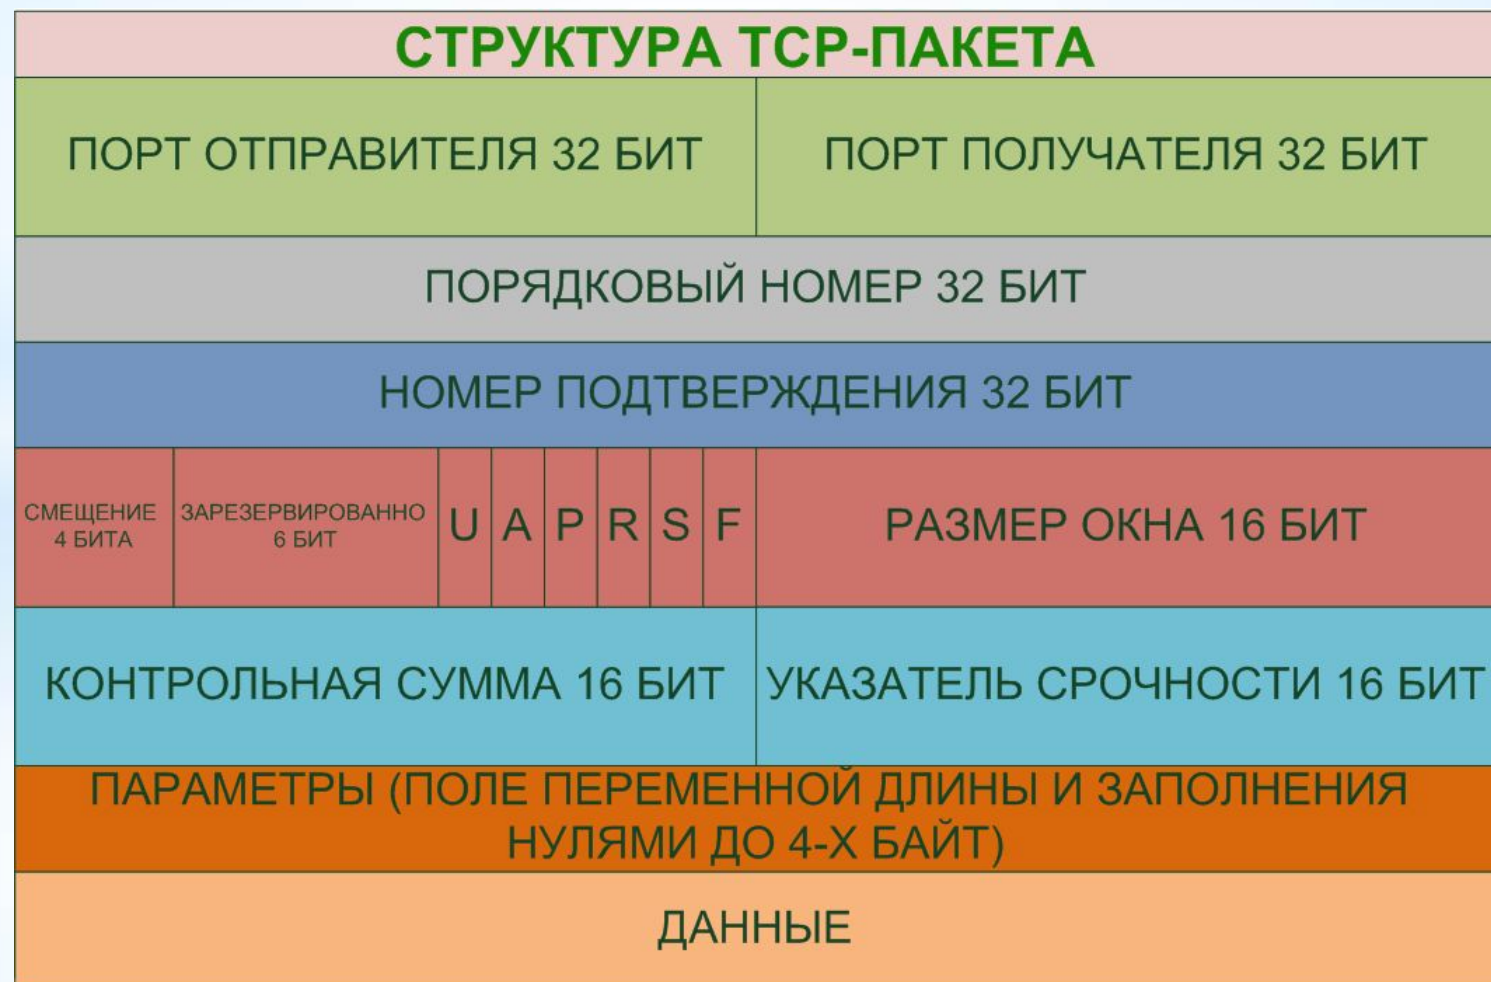 СТРУКТУРА TCP-ПАКЕТА
ПОРТ ОТПРАВИТЕЛЯ 32 БИТ
ПОРТ ПОЛУЧАТЕЛЯ 32 БИТ
ПОРЯДКОВЫЙ НОМЕР 32 БИТ
НОМЕР ПОДТВЕРЖДЕНИЯ 32 БИТ
СМЕЩЕНИЕ
4 БИТА
ЗАРЕЗЕРВИРОВАННО
6 БИТ
U
A
P
R
S
F
РАЗМЕР ОКНА 16 БИТ
КОНТРОЛЬНАЯ СУММА 16 БИТ
УКАЗАТЕЛЬ СРОЧНОСТИ 16 БИТ
ПАРАМЕТРЫ (ПОЛЕ ПЕРЕМЕННОЙ ДЛИНЫ И ЗАПОЛНЕНИЯ
НУЛЯМИ ДО 4-Х БАЙТ)
ДАННЫЕ